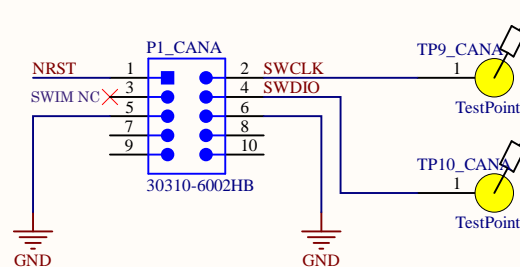 P1_CANA
TP9_CANA
NRST 1 2 SWCLK 1
SWIM NC 3 4 SWDIO
5 6
TestPoint
7 8
9 10
TP10_CANA
30310-6002HB 1
TestPoint
GND GND